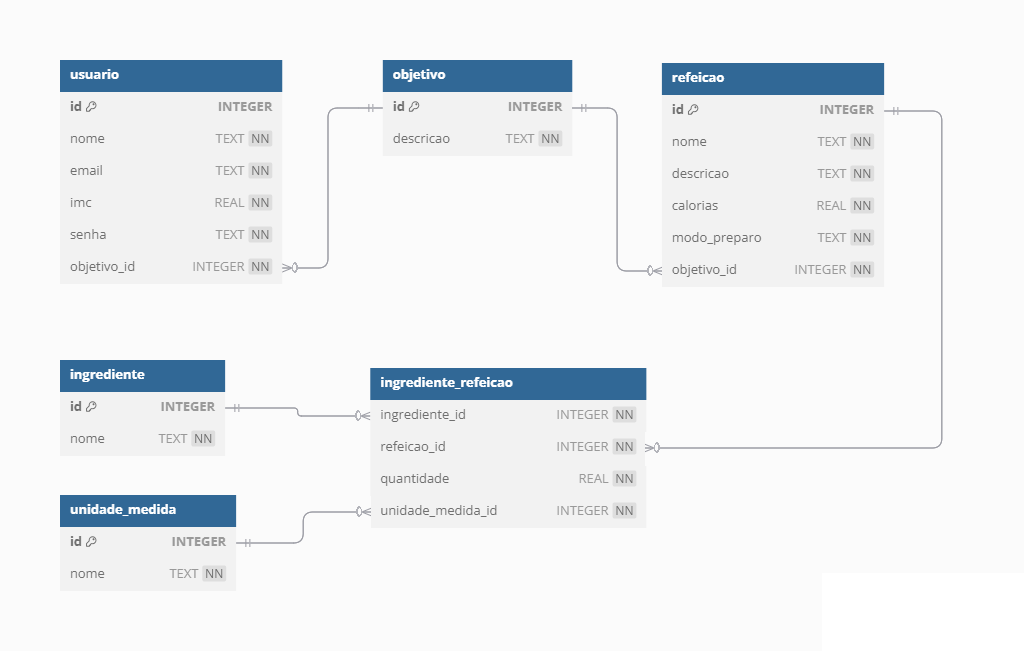 usuario
id INTEGER
nome TEXT NN
email TEXT NN
imc REAL NN
senha TEXT NN
objetivo_id INTEGER NN
objetivo
id INTEGER
descricao TEXT NN
refeicao
id INTEGER
nome TEXT NN
descricao TEXT NN
calorias REAL NN
modo_preparo TEXT NN
objetivo_id INTEGER NN
ingrediente
id INTEGER
nome TEXT NN
ingrediente_refeicao
ingrediente_id INTEGER NN
refeicao_id INTEGER NN
quantidade REAL NN
unidade_medida_id INTEGER NN
unidade_medida
id INTEGER
nome TEXT NN